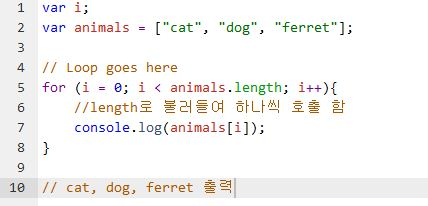 1 var i;
2 var animals = ["cat", "dog", "ferret"];
3
4 // Loop goes here
5 for (i = 0; i < animals.length; i++){
6 //length로 불러들여 하나씩 호출 함
7 console.log(animals[i]);
8 }
9
10 // cat, dog, ferret 출력